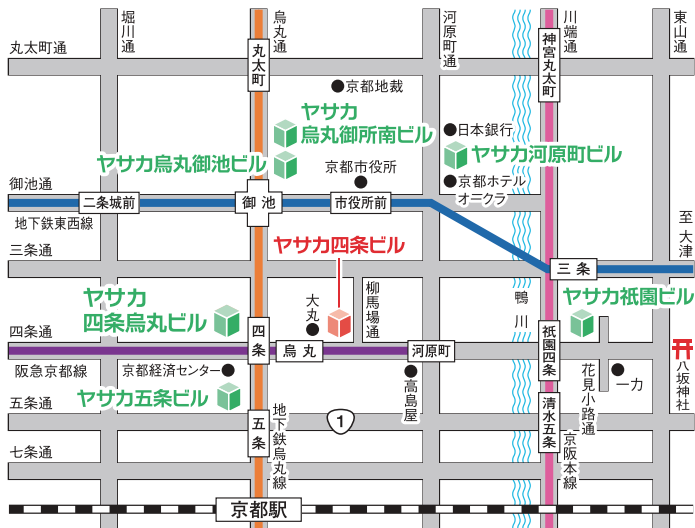 堀川通
烏丸通
河原町通
川端通
東山通
丸太町通
丸太町
神宮丸太町
京都地裁
ヤサカ
烏丸御所南ビル
日本銀行
ヤサカ烏丸御池ビル
ヤサカ河原町ビル
京都市役所
京都ホテル
オークラ
御池通
二条城前
御池
市役所前
地下鉄東西線
至大津
三条通
ヤサカ四条ビル
三条
ヤサカ
四条烏丸ビル
大丸
柳馬場通
鴨川
ヤサカ祇園ビル
四条通
四条
烏丸
河原町
祇園四条
阪急京都線
京都経済センター
高島屋
花見小路通
一力
八坂神社
ヤサカ五条ビル
五条通
五条
地下鉄烏丸線
1
清水五条
京阪本線
七条通
京都駅